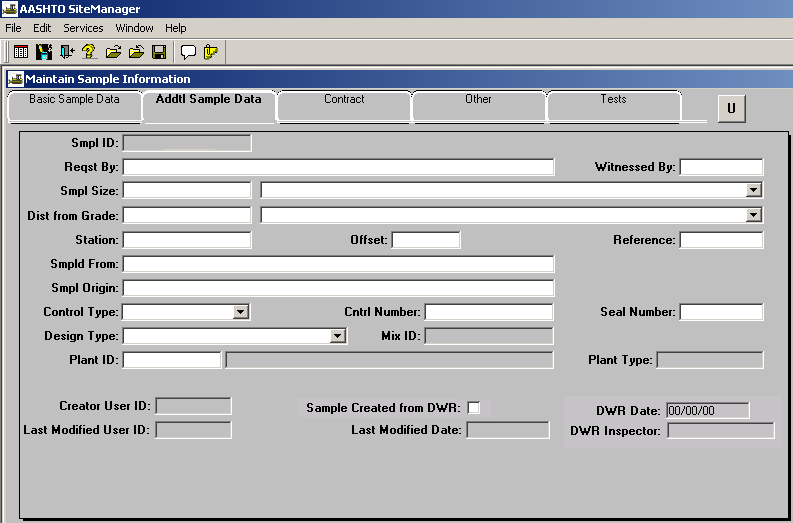 AASHTO SiteManager
File Edit Services Window Help
Maintain Sample Information
Basic Sample Data Addtl Sample Data Contract Other Tests U
Smpl ID:
Reqst By: Witnessed By:
Smpl Size:
Dist from Grade:
Station: Offset: Reference:
Smpld From:
Smpl Origin:
Control Type: Cntrl Number: Seal Number:
Design Type: Mix ID:
Plant ID: Plant Type:
Creator User ID: Sample Created from DWR: DWR Date: 00/00/00
Last Modified User ID: Last Modified Date: DWR Inspector: